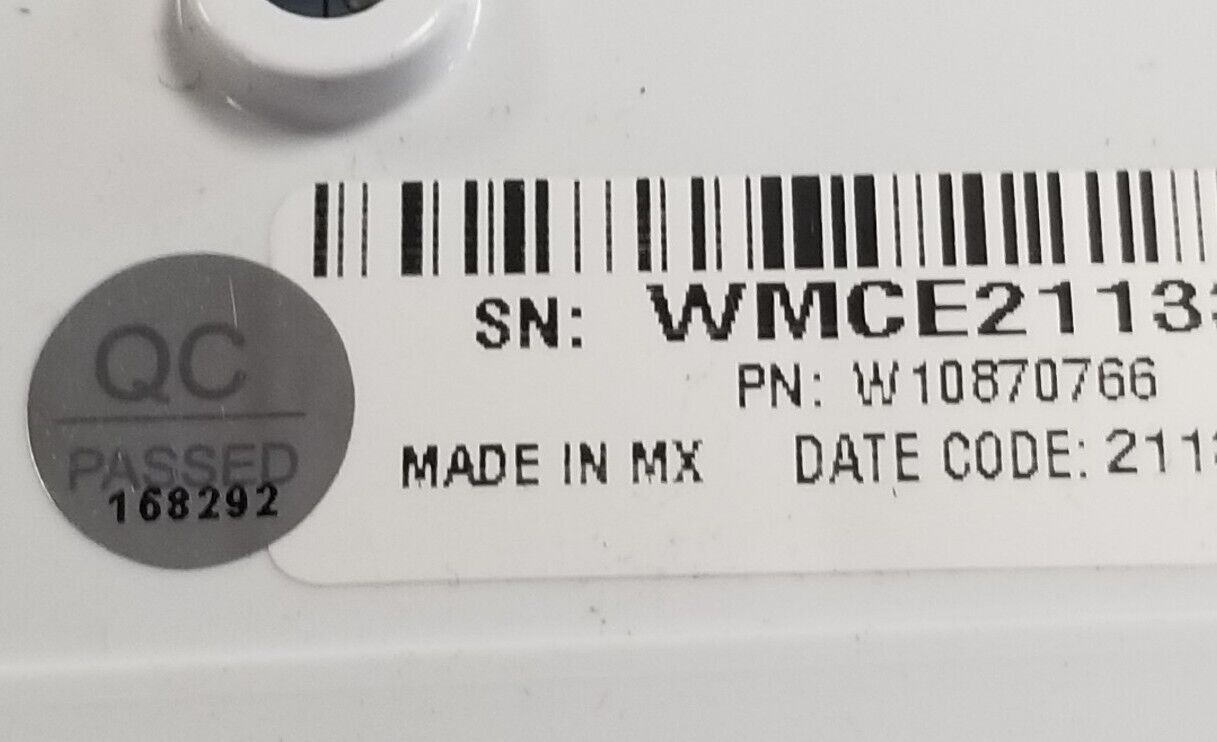 SN: WMCE2113
PN: W10870766
MADE IN MX DATE CODE: 211
QC
PASSED
168292